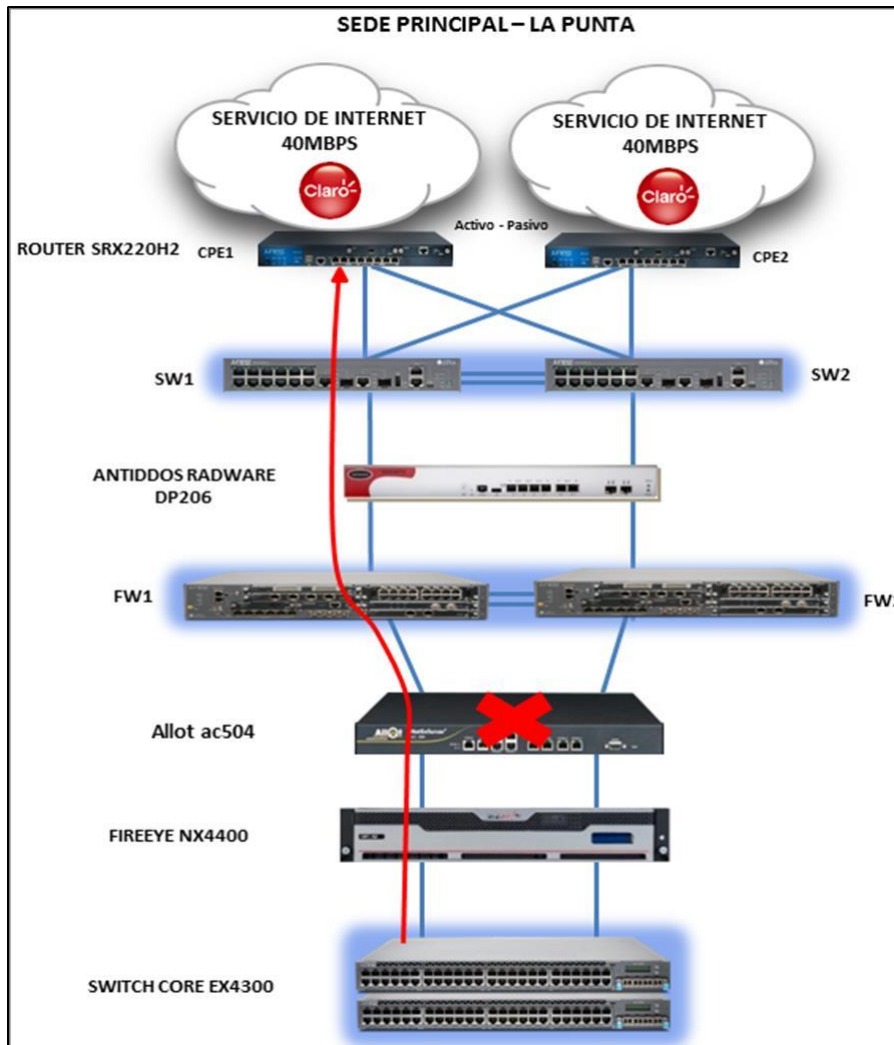 SEDE PRINCIPAL – LA PUNTA
SERVICIO DE INTERNET
40MBPS
Claro
SERVICIO DE INTERNET
40MBPS
Claro
Activo - Pasivo
ROUTER SRX220H2
CPE1
CPE2
SW1
SW2
ANTIDDOS RADWARE
DP206
FW1
FW2
Allot ac504
Allot
FIREEYE NX4400
SWITCH CORE EX4300